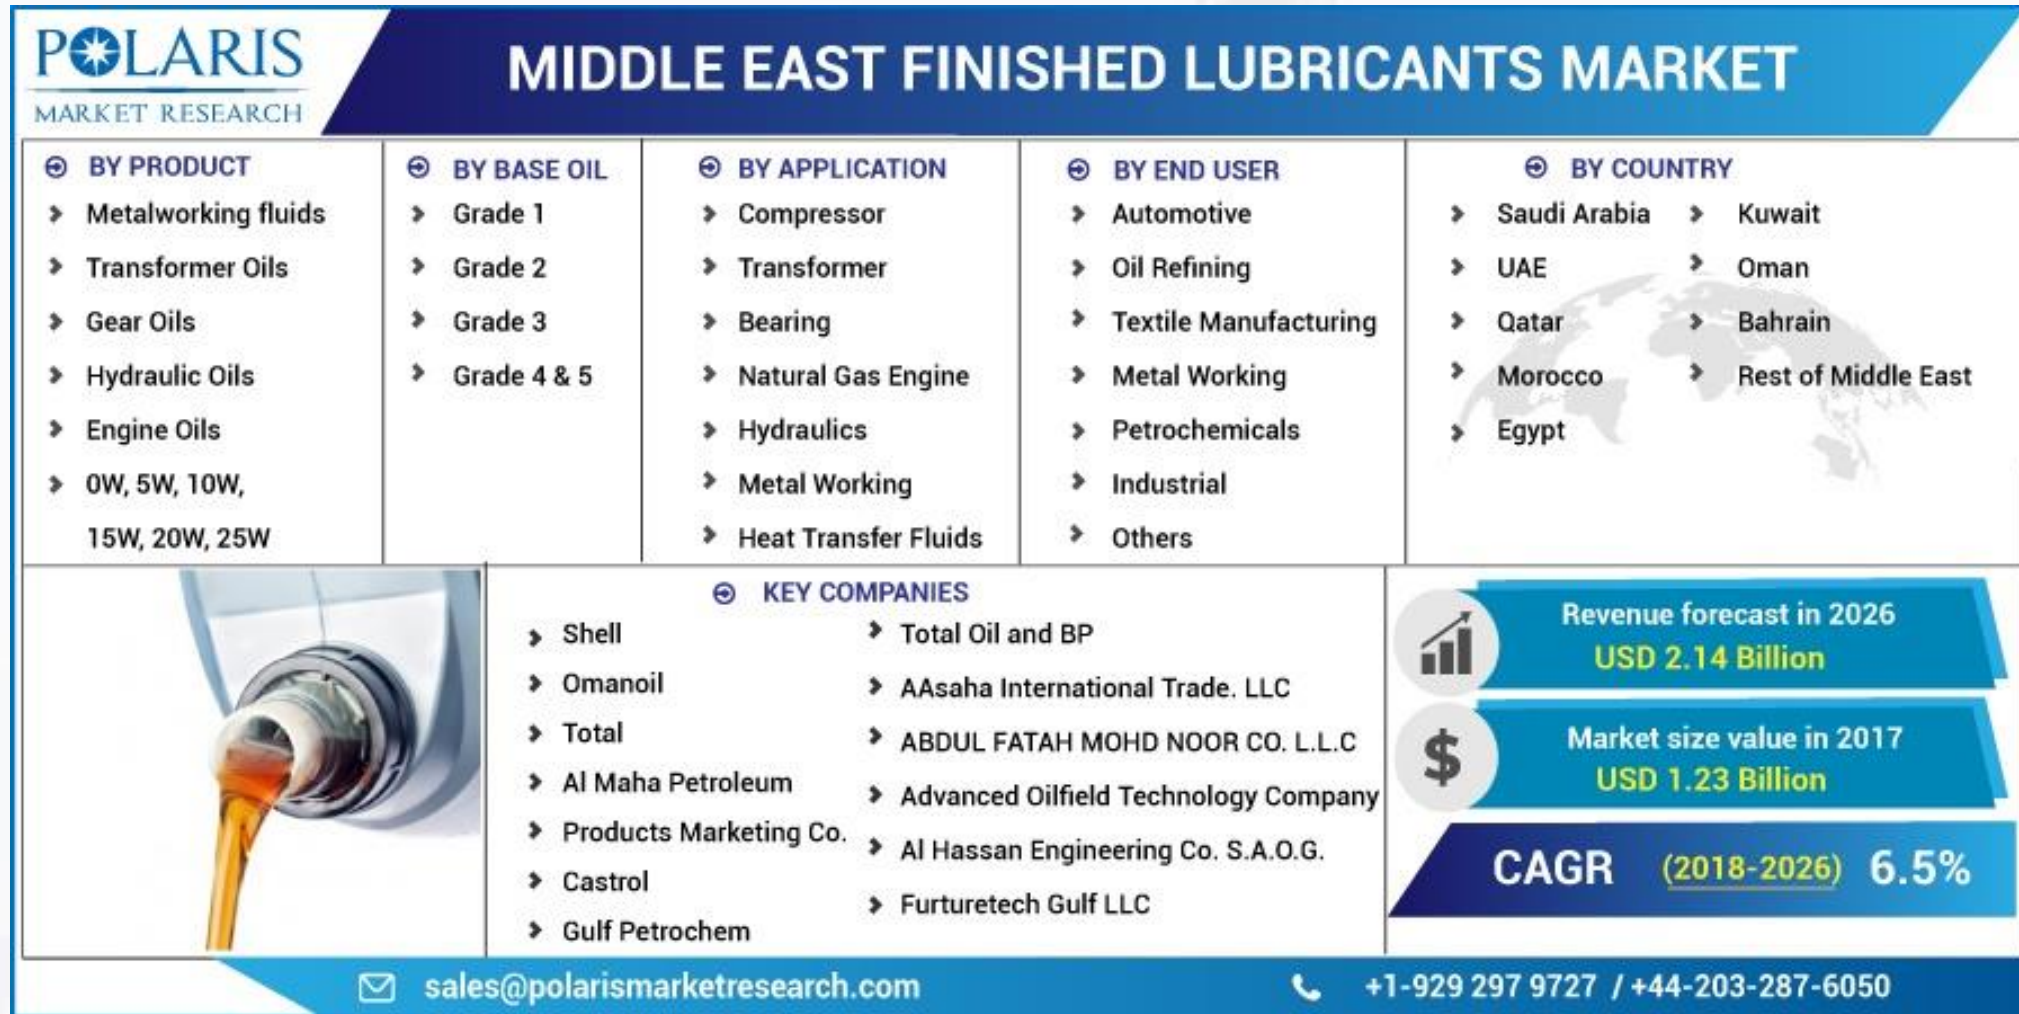 POLARIS
MARKET RESEARCH
MIDDLE EAST FINISHED LUBRICANTS MARKET
BY PRODUCT
Metalworking fluids
Transformer Oils
Gear Oils
Hydraulic Oils
Engine Oils
0W, 5W, 10W,
15W, 20W, 25W
BY BASE OIL
Grade 1
Grade 2
Grade 3
Grade 4 & 5
BY APPLICATION
Compressor
Transformer
Bearing
Natural Gas Engine
Hydraulics
Metal Working
Heat Transfer Fluids
BY END USER
Automotive
Oil Refining
Textile Manufacturing
Metal Working
Petrochemicals
Industrial
Others
BY COUNTRY
Saudi Arabia
UAE
Qatar
Morocco
Egypt
Kuwait
Oman
Bahrain
Rest of Middle East
KEY COMPANIES
Shell
Omanoil
Total
Al Maha Petroleum
Products Marketing Co.
Castrol
Gulf Petrochem
Total Oil and BP
AAsaha International Trade. LLC
ABDUL FATAH MOHD NOOR CO. L.L.C
Advanced Oilfield Technology Company
Al Hassan Engineering Co. S.A.O.G.
Furturetech Gulf LLC
Revenue forecast in 2026
USD 2.14 Billion
Market size value in 2017
USD 1.23 Billion
CAGR (2018-2026) 6.5%
sales@polarismarketresearch.com
+1-929 297 9727 / +44-203-287-6050